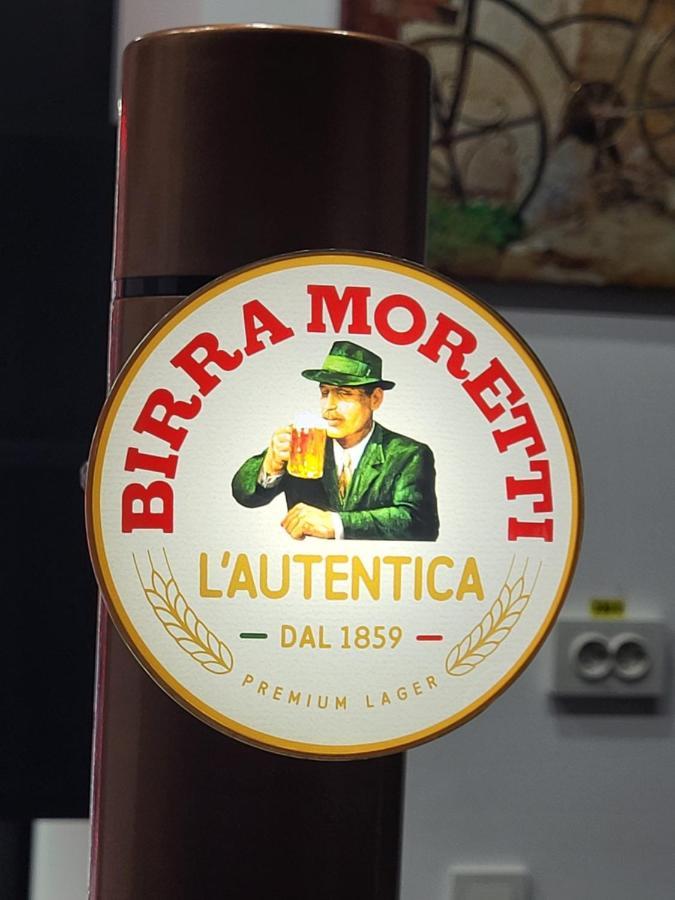 BIRRA MORETTI
L'AUTENTICA
DAL 1859
PREMIUM LAGER